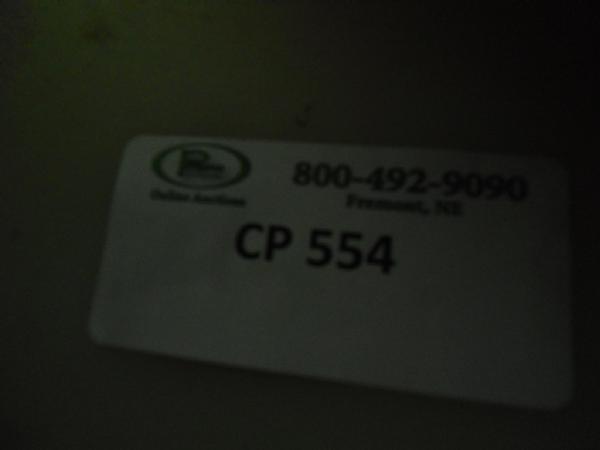 800-492-9090
Fremont, NE
Online Auctions
CP 554